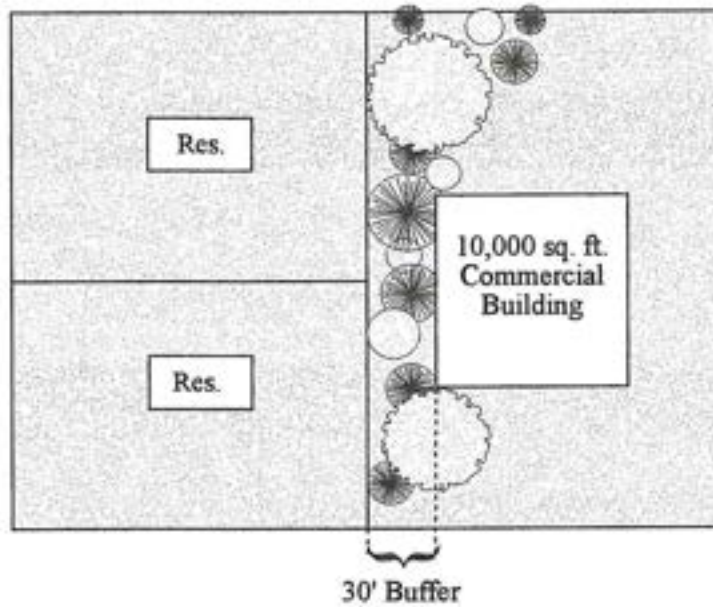 Res.
10,000 sq. ft.
Commercial
Building
Res.
30' Buffer